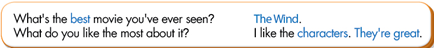 What's the best movie you've ever seen? The Wind.
What do you like the most about it? I like the characters. They're great.